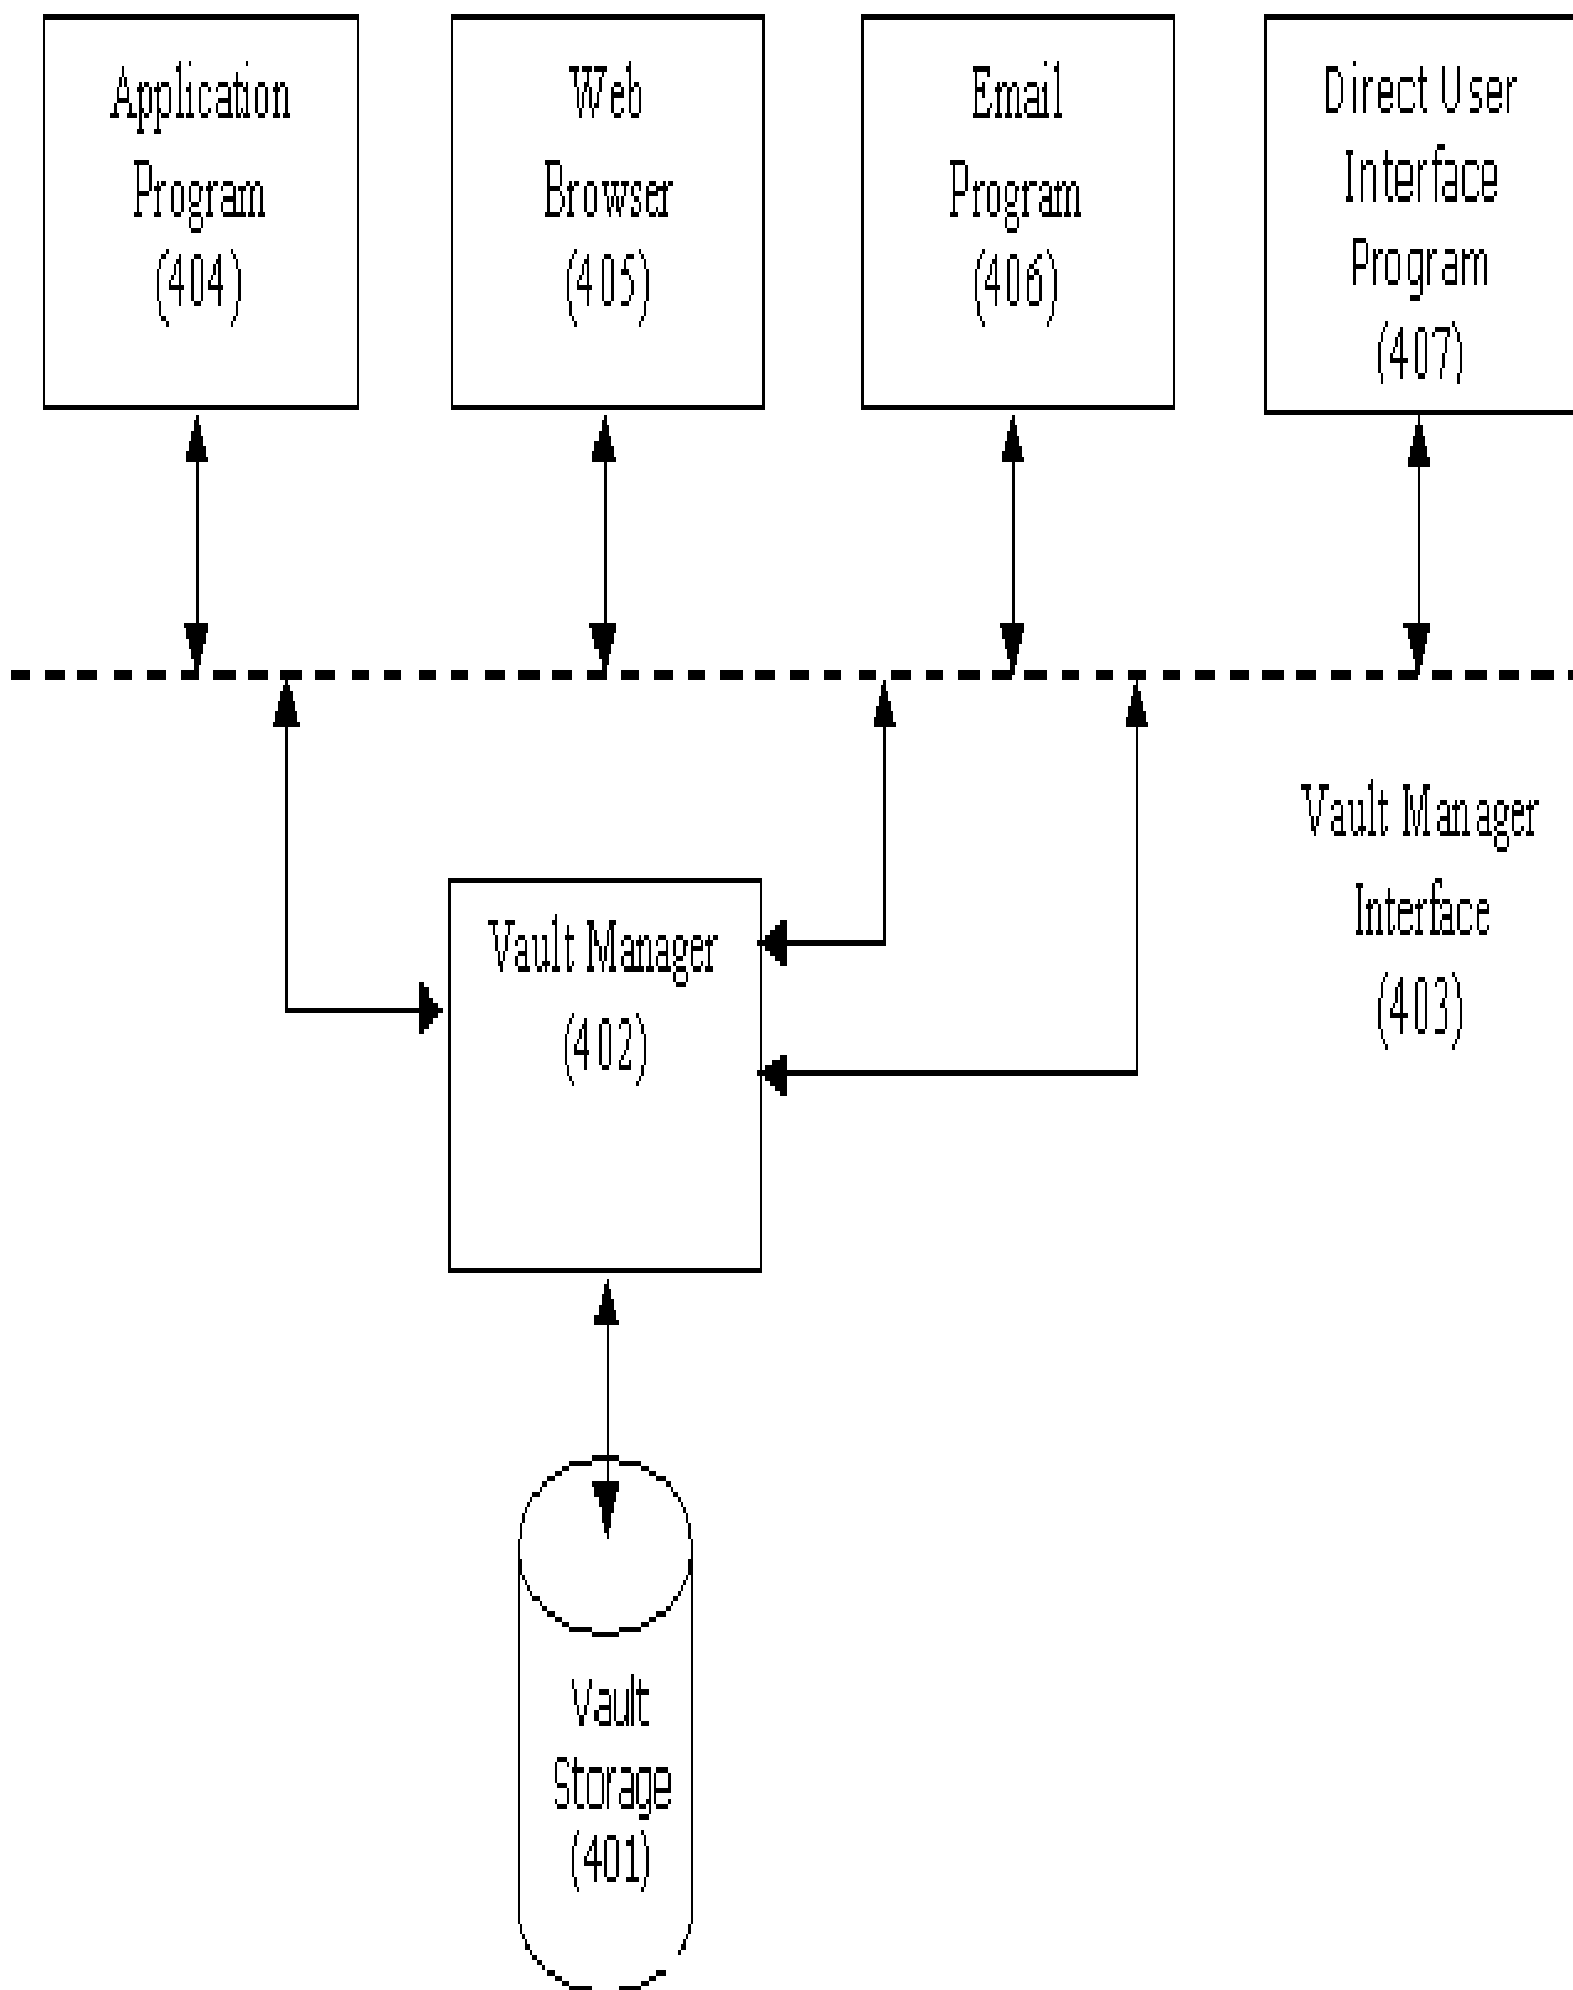 Application
Program
(404)
Web
Browser
(405)
Email
Program
(406)
Direct User
Interface
Program
(407)
Vault Manager
Interface
(403)
Vault Manager
(402)
Vault
Storage
(401)